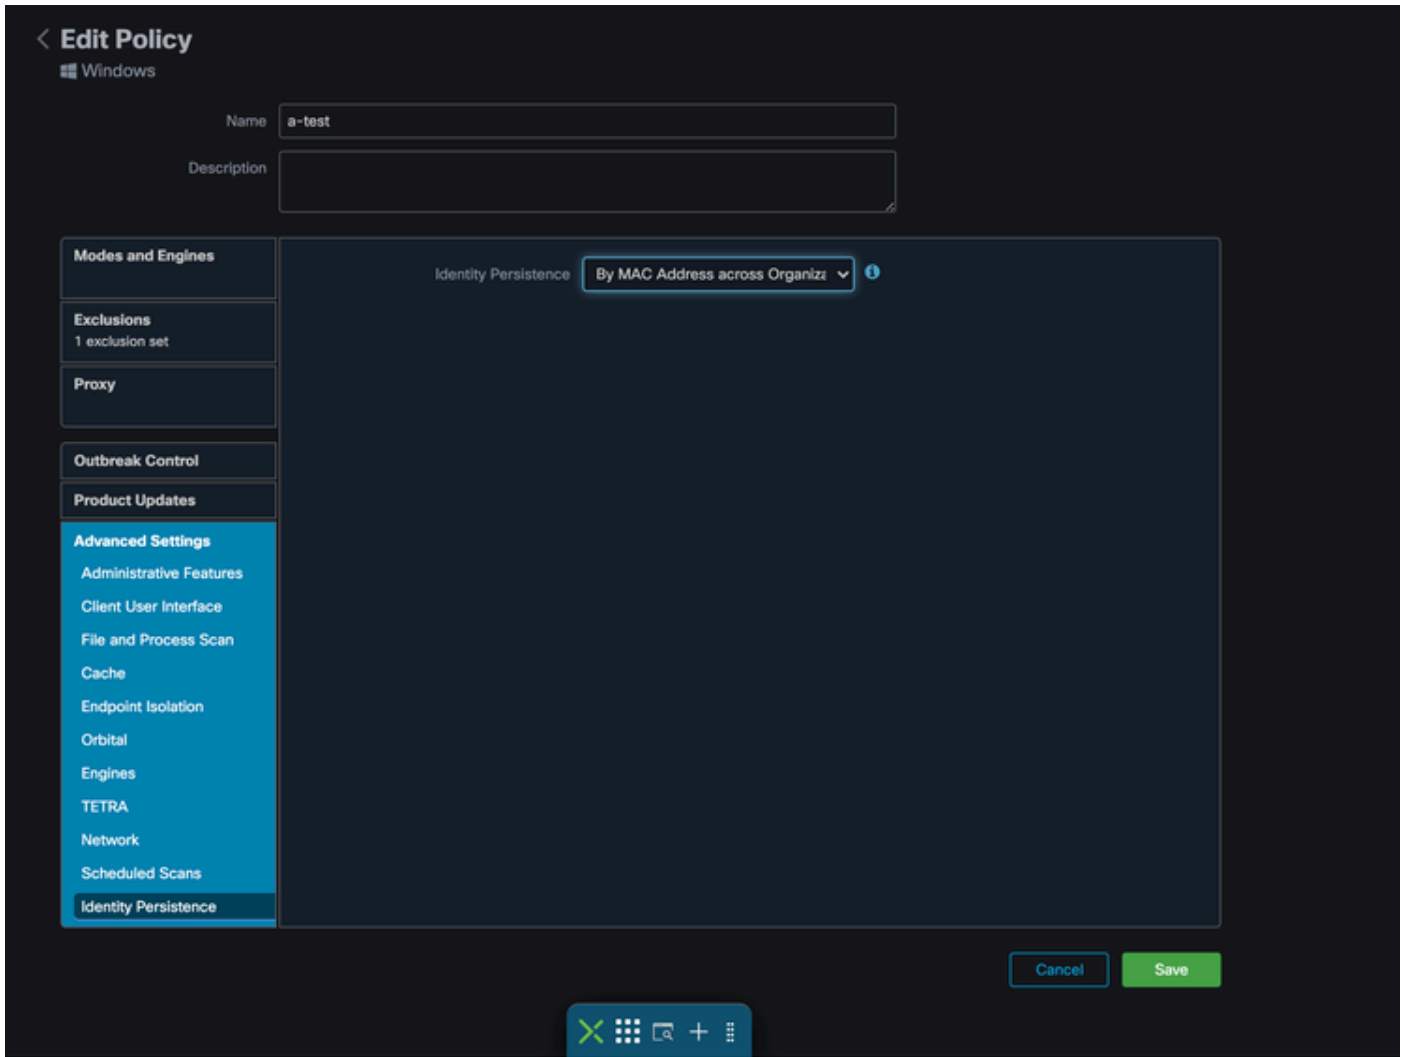 Edit Policy
Windows
Name
a-test
Description
Modes and Engines
Exclusions
1 exclusion set
Proxy
Outbreak Control
Product Updates
Advanced Settings
Administrative Features
Client User Interface
File and Process Scan
Cache
Endpoint Isolation
Orbital
Engines
TETRA
Network
Scheduled Scans
Identity Persistence
Identity Persistence By MAC Address across Organiza
Cancel Save